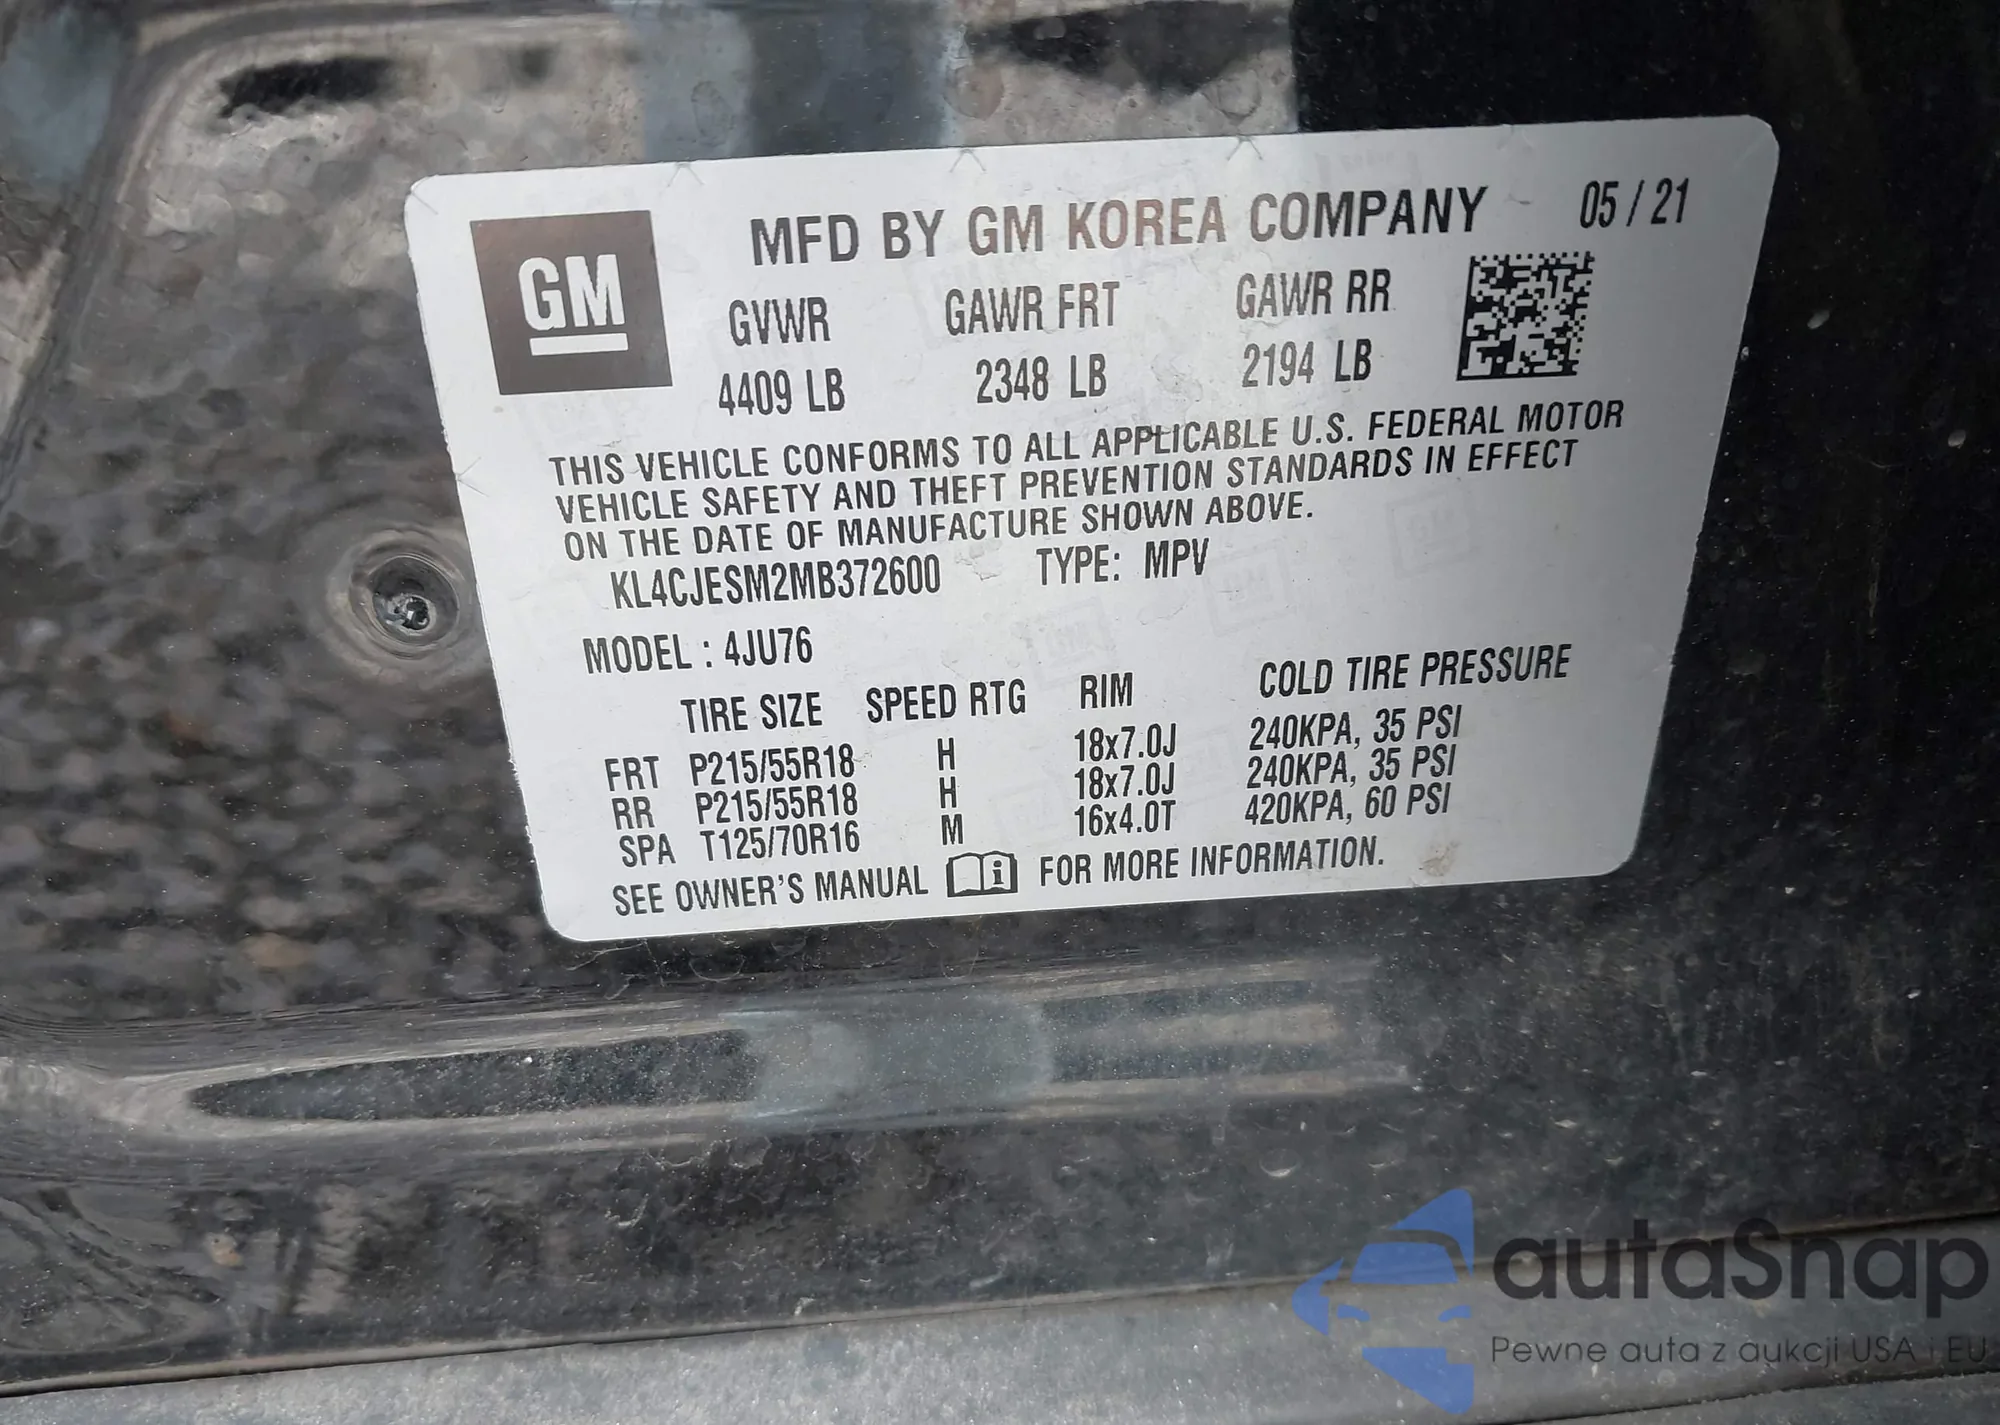 GM
MFD BY GM KOREA COMPANY 05 / 21
GVWR GAWR FRT GAWR RR
4409 LB 2348 LB 2194 LB
THIS VEHICLE CONFORMS TO ALL APPLICABLE U.S. FEDERAL MOTOR
VEHICLE SAFETY AND THEFT PREVENTION STANDARDS IN EFFECT
ON THE DATE OF MANUFACTURE SHOWN ABOVE.
KL4CJESM2MB372600 TYPE: MPV
MODEL : 4JU76
TIRE SIZE SPEED RTG RIM COLD TIRE PRESSURE
FRT P215/55R18 H 18x7.0J 240KPA, 35 PSI
RR P215/55R18 H 18x7.0J 240KPA, 35 PSI
SPA T125/70R16 M 16x4.0T 420KPA, 60 PSI
SEE OWNER'S MANUAL FOR MORE INFORMATION.
autaSnap
Pewne auta z aukcji USA i EU